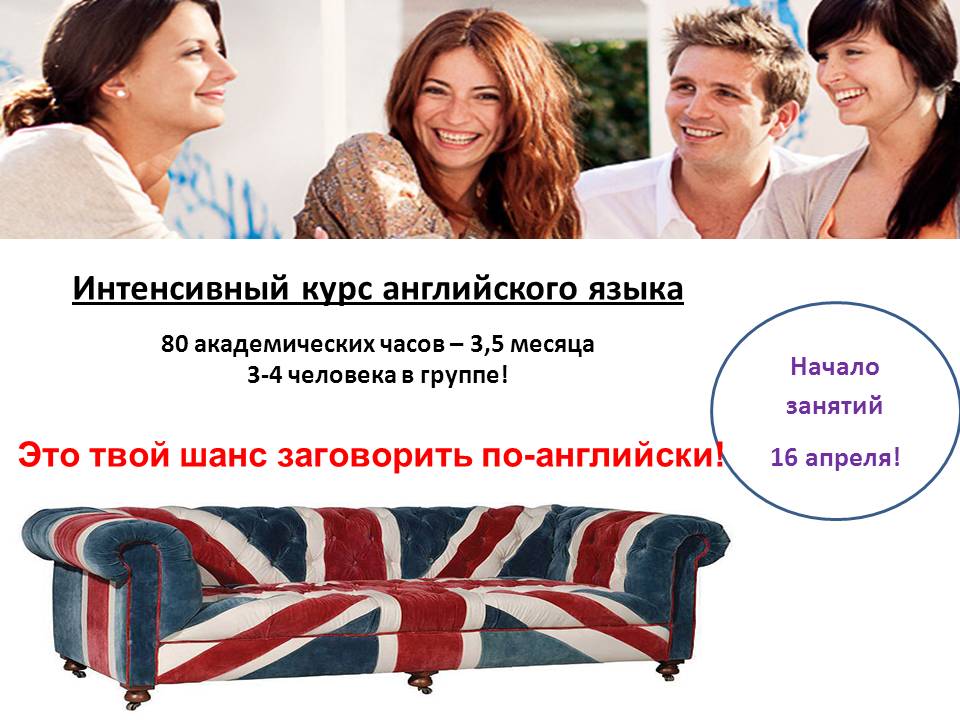 Интенсивный курс английского языка
80 академических часов – 3,5 месяца
3-4 человека в группе!
Это твой шанс заговорить по-английски!
Начало
занятий
16 апреля!